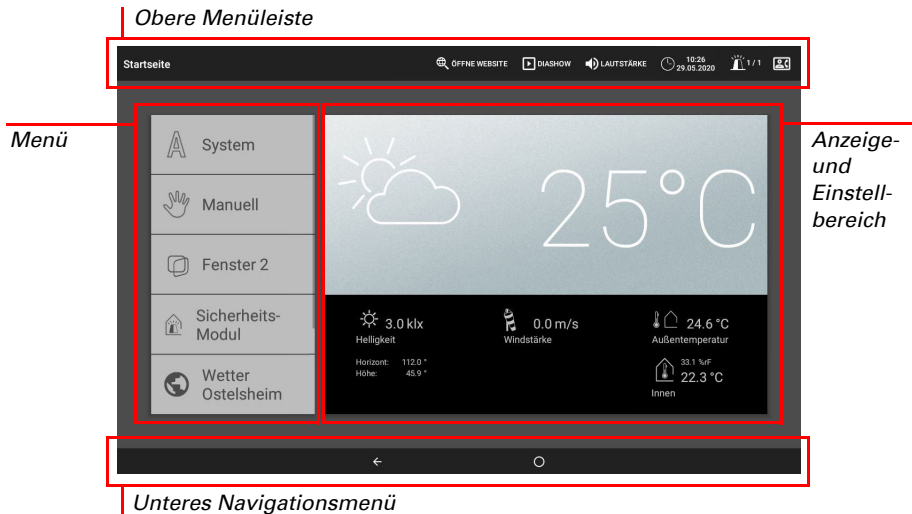 Obere Menüleiste
Startseite
ÖFFNE WEBSITE
DIASHOW
LAUTSTÄRKE
10:26
29.05.2020
1 / 1
Menü
Anzeige-
und
Einstell-
bereich
System
Manuell
Fenster 2
Sicherheits-
Modul
Wetter
Ostelsheim
25°C
3.0 klx
Helligkeit
Horizont: 112.0 °
Höhe: 45.9 °
0.0 m/s
Windstärke
24.6 °C
Außentemperatur
33.1 %rF
22.3 °C
Innen
Unteres Navigationsmenü